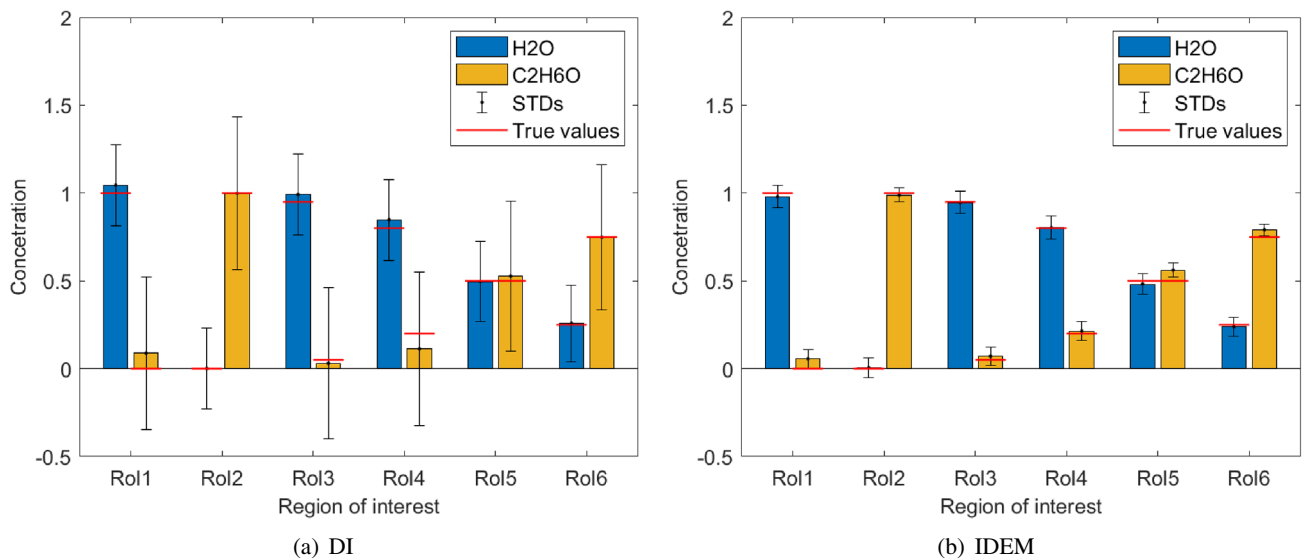 2
1.5
1
0.5
0
-0.5
Concetration
H2O
C2H6O
STDs
True values
RoI1 RoI2 RoI3 RoI4 RoI5 RoI6
Region of interest
(a) DI
2
1.5
1
0.5
0
-0.5
Concetration
H2O
C2H6O
STDs
True values
RoI1 RoI2 RoI3 RoI4 RoI5 RoI6
Region of interest
(b) IDEM